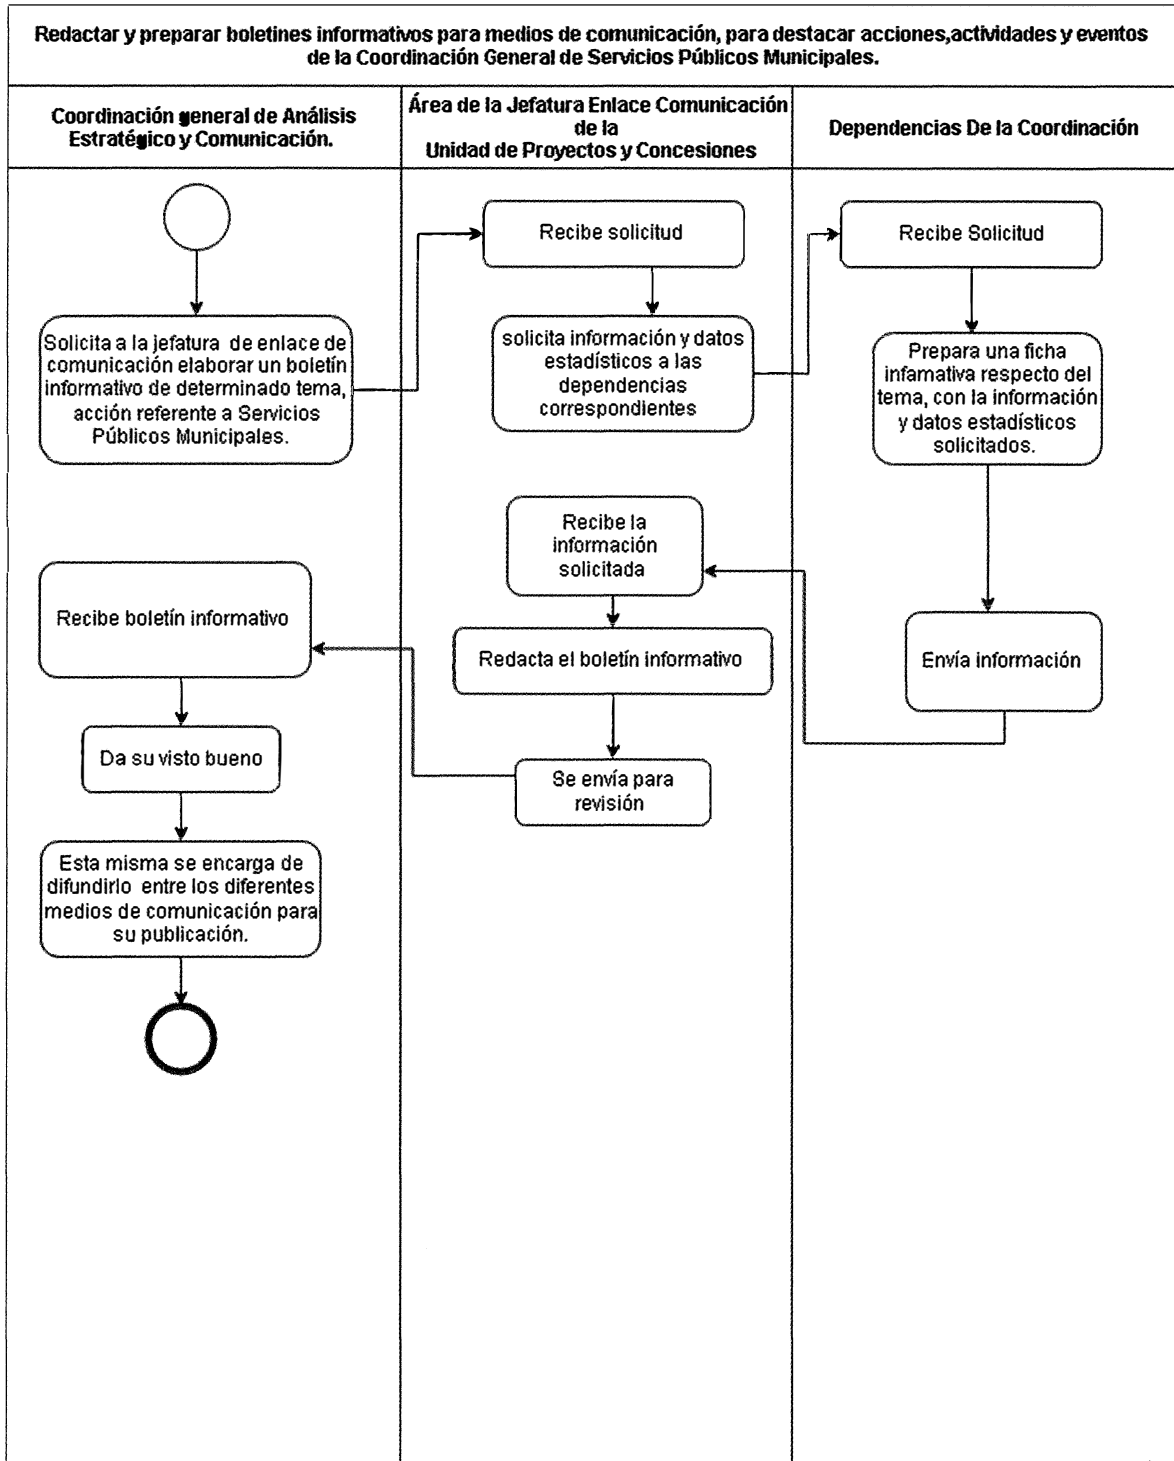 Redactar y preparar boletines informativos para medios de comunicación, para destacar acciones,actividades y eventos
de la Coordinación General de Servicios Públicos Municipales.
Coordinación general de Análisis
Estratégico y Comunicación.
Área de la Jefatura Enlace Comunicación
de la
Unidad de Proyectos y Concesiones
Dependencias De la Coordinación
Solicita a la jefatura de enlace de
comunicación elaborar un boletín
informativo de determinado tema,
acción referente a Servicios
Públicos Municipales.
Recibe solicitud
solicita información y datos
estadísticos a las
dependencias
correspondientes
Recibe Solicitud
Prepara una ficha
infamativa respecto del
tema, con la información
y datos estadísticos
solicitados.
Envía información
Recibe la
información
solicitada
Redacta el boletín informativo
Se envía para
revisión
Recibe boletín informativo
Da su visto bueno
Esta misma se encarga de
difundirlo entre los diferentes
medios de comunicación para
su publicación.